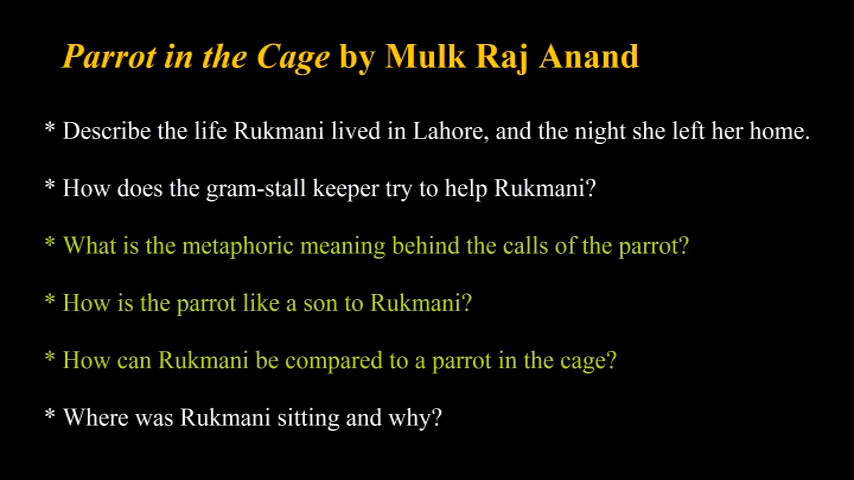 Parrot in the Cage by Mulk Raj Anand
* Describe the life Rukmani lived in Lahore, and the night she left her home.
* How does the gram-stall keeper try to help Rukmani?
* What is the metaphoric meaning behind the calls of the parrot?
* How is the parrot like a son to Rukmani?
* How can Rukmani be compared to a parrot in the cage?
* Where was Rukmani sitting and why?